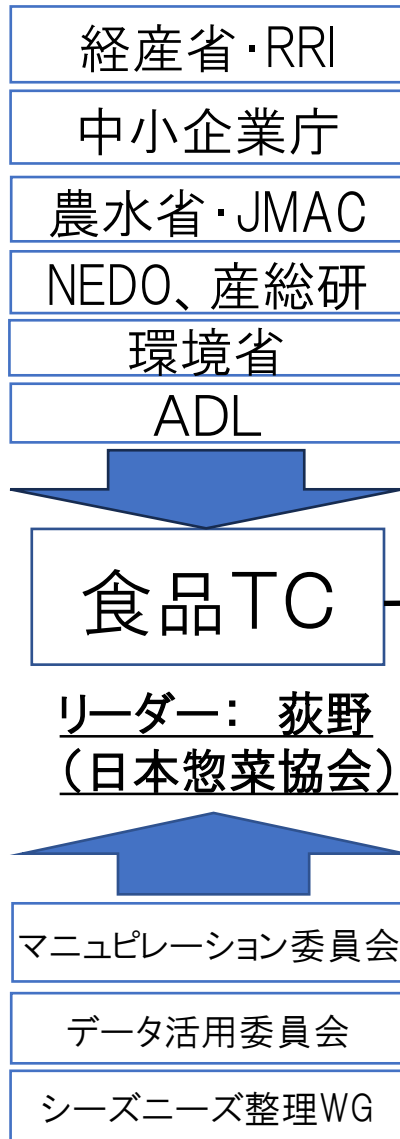 経産省・RRI
中小企業庁
農水省・JMAC
NEDO、産総研
環境省
ADL
食品TC
リーダー： 荻野
（日本惣菜協会）
マニュピレーション委員会
データ活用委員会
シーズニーズ整理WG